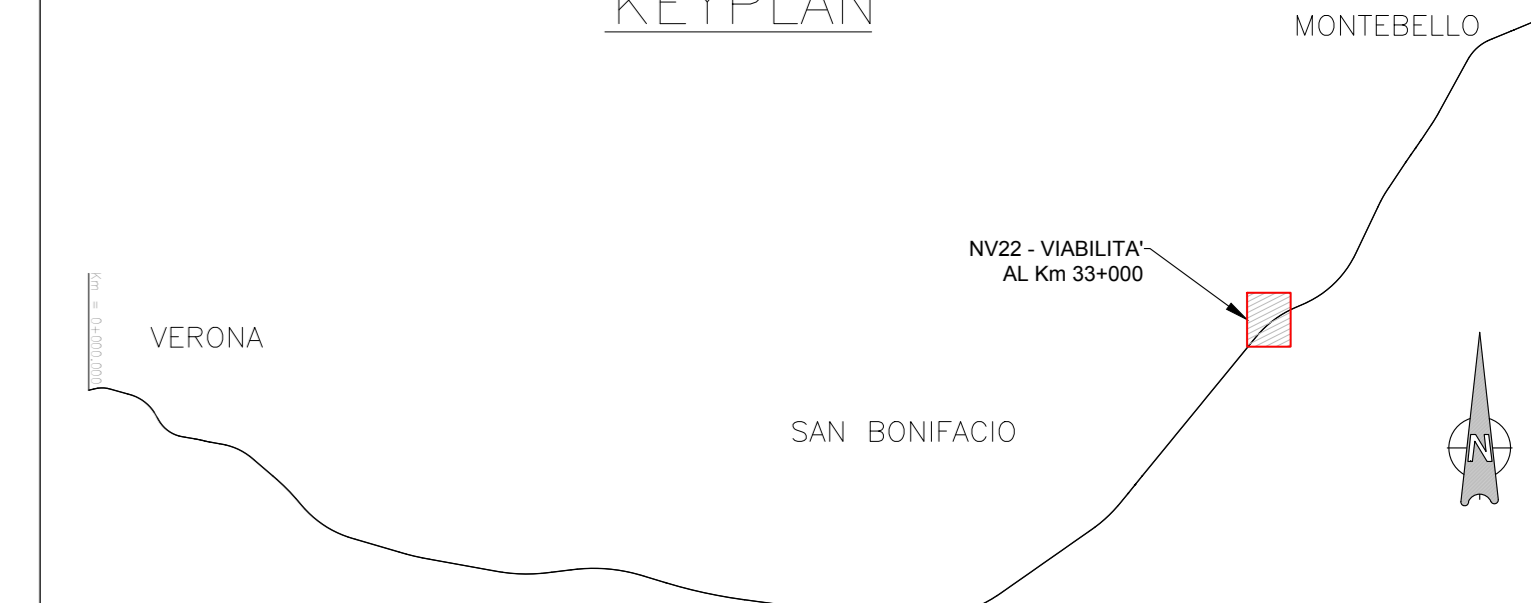 KEYPLAN
MONTEBELLO
NV22 - VIABILITA'
AL Km 33+000
Km = 0+000.000
VERONA
SAN BONIFACIO
N